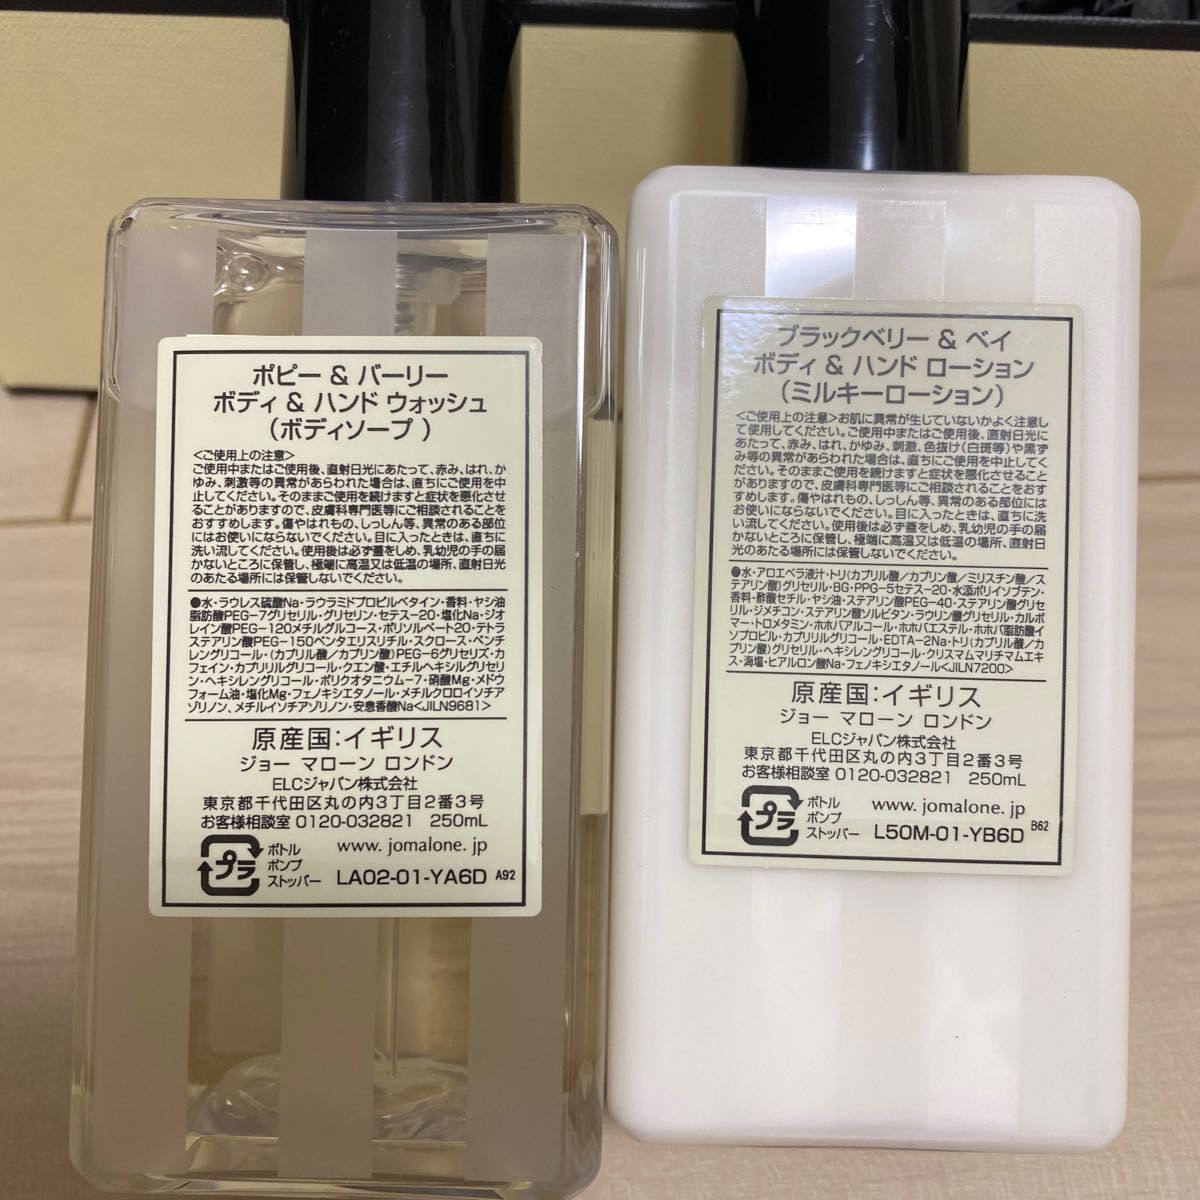 ポピー & バーリー
ボディ & ハンド ウォッシュ
(ボディソープ )
<ご使用上の注意>
ご使用中またはご使用後、直射日光にあたって、赤み、はれ、か
ゆみ、刺激等の異常があらわれた場合は、直ちにご使用を中
止してください。そのままご使用を続けますと症状を悪化させ
ることがありますので、皮膚科専門医等にご相談されることを
おすすめします。傷やはれもの、しっしん等、異常のある部位
にはお使いにならないでください。目に入ったときは、直ちに
洗い流してください。使用後は必ず蓋をしめ、乳幼児の手の届
かないところに保管し、極端に高温又は低温の場所、直射日光
のあたる場所には保管しないでください。
●水・ラウレス硫酸Na・ラウラミドプロピルベタイン・香料・ヤシ油
脂肪酸PEG-7グリセリル・グリセリン・セテス-20・塩化Na・ジオ
レイン酸PEG-120メチルグルコース・ポリソルベート20・テトラ
ステアリン酸PEG-150ペンタエリスリチル・スクロース・ペンチ
レングリコール・(カプリル酸/カプリン酸)PEG-6グリセリズ・カ
フェイン・カプリリルグリコール・クエン酸・エチルヘキシルグリセリ
ン・ヘキシレングリコール・ポリクオタニウム-7・硝酸Mg・メドウ
フォーム油・塩化Mg・フェノキシエタノール・メチルクロロイソチア
ゾリノン、メチルイソチアゾリノン・安息香酸Na<JILN9681>
原産国:イギリス
ジョー マローン ロンドン
ELCジャパン株式会社
東京都千代田区丸の内3丁目2番3号
お客様相談室 0120-032821 250mL
プラ
ボトル
ポンプ
ストッパー
www. jomalone. jp
LA02-01-YA6D A92
ブラックベリー & ベイ
ボディ & ハンド ローション
(ミルキーローション)
<ご使用上の注意>お肌に異常が生じていないかよく注意し
て使用してください。ご使用中またはご使用後、直射日光に
あたって、赤み、はれ、かゆみ、刺激、色抜け(白斑等)や黒ず
み等の異常があらわれた場合は、直ちにご使用を中止してく
ださい。そのままご使用を続けますと症状を悪化させること
がありますので、皮膚科専門医等にご相談されることをおす
すめします。傷やはれもの、しっしん等、異常のある部位には
お使いにならないでください。目に入ったときは、直ちに洗
い流してください。使用後は必ず蓋をしめ、乳幼児の手の届
かないところに保管し、極端に高温又は低温の場所、直射日
光のあたる場所には保管しないでください。
●水・アロエベラ液汁・トリ(カプリル酸/カプリン酸/ミリスチン酸/ス
テアリン酸)グリセリル・BG・PPG-5セテス-20・水添ポリイソブテン・
香料・酢酸セチル・ヤシ油・ステアリン酸PEG-40・ステアリン酸グリセ
リル・ジメチコン・ステアリン酸ソルビタン・ラウリン酸グリセリル・カルボ
マー・トロメタミン・ホホバアルコール・ホホバエステル・ホホバ脂肪酸イ
ソプロピル・カプリリルグリコール・EDTA-2Na・トリ(カプリル酸/カプリ
ン酸)グリセリル・ヘキシレングリコール・クリスマムマリチマムエキ
ス・海塩・ヒアルロン酸Na・フェノキシエタノール<JILN7200>
原産国:イギリス
ジョー マローン ロンドン
ELCジャパン株式会社
東京都千代田区丸の内3丁目2番3号
お客様相談室 0120-032821 250mL
プラ
ボトル
ポンプ
ストッパー
www. jomalone. jp
L50M-01-YB6D B62